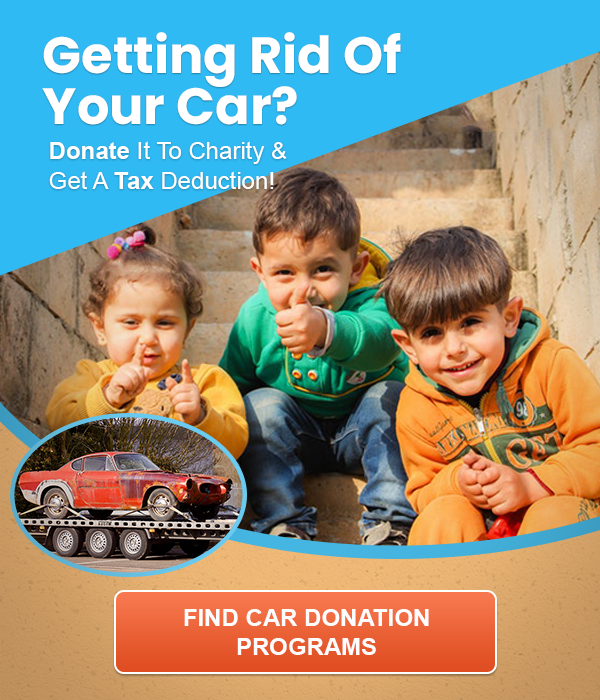 Getting Rid Of
Your Car?
Donate It To Charity &
Get A Tax Deduction!
FIND CAR DONATION
PROGRAMS